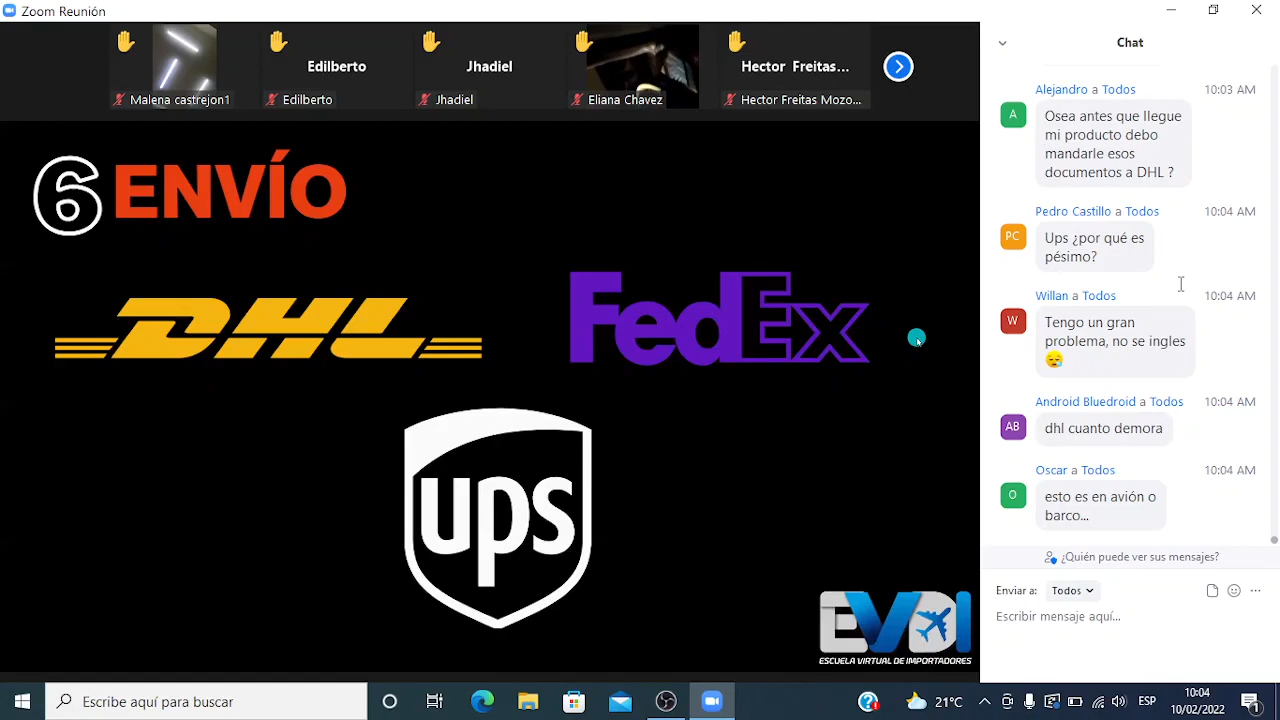 Zoom Reunión
Malena castrejon1
Edilberto
Edilberto
Jhadiel
Jhadiel
Eliana Chavez
Hector Freitas...
Hector Freitas Mozo...
6 ENVÍO
DHL
FedEx
ups
EVDI
ESCUELA VIRTUAL DE IMPORTADORES
Chat
Alejandro a Todos 10:03 AM
A
Osea antes que llegue
mi producto debo
mandarle esos
documentos a DHL ?
Pedro Castillo a Todos 10:04 AM
PC
Ups ¿por qué es
pésimo?
Willan a Todos 10:04 AM
W
Tengo un gran
problema, no se ingles
😥
Android Bluedroid a Todos 10:04 AM
AB
dhl cuanto demora
Oscar a Todos 10:04 AM
O
esto es en avión o
barco...
¿Quién puede ver sus mensajes?
Enviar a: Todos
Escribir mensaje aquí...
Escribe aquí para buscar
21°C
ESP
10:04
10/02/2022
1